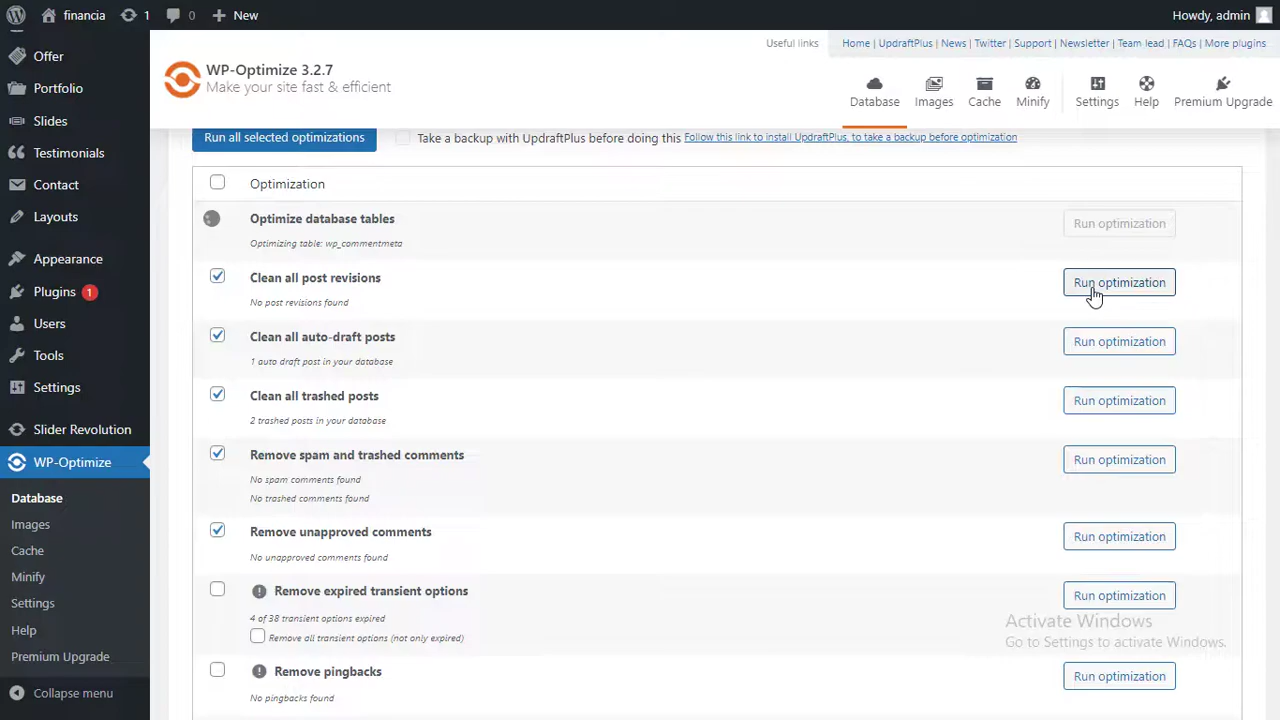 financia
1
0
New
Howdy, admin
Offer
Portfolio
Slides
Testimonials
Contact
Layouts
Appearance
Plugins 1
Users
Tools
Settings
Slider Revolution
WP-Optimize
Database
Images
Cache
Minify
Settings
Help
Premium Upgrade
Collapse menu
Useful links
Home | UpdraftPlus | News | Twitter | Support | Newsletter | Team lead | FAQs | More plugins
WP-Optimize 3.2.7
Make your site fast & efficient
Database
Images
Cache
Minify
Settings
Help
Premium Upgrade
Run all selected optimizations
Take a backup with UpdraftPlus before doing this Follow this link to install UpdraftPlus, to take a backup before optimization
Optimization
Optimize database tables
Optimizing table: wp_commentmeta
Run optimization
Clean all post revisions
No post revisions found
Run optimization
Clean all auto-draft posts
1 auto draft post in your database
Run optimization
Clean all trashed posts
2 trashed posts in your database
Run optimization
Remove spam and trashed comments
No spam comments found
No trashed comments found
Run optimization
Remove unapproved comments
No unapproved comments found
Run optimization
Remove expired transient options
4 of 38 transient options expired
Remove all transient options (not only expired)
Run optimization
Remove pingbacks
No pingbacks found
Run optimization
Activate Windows
Go to Settings to activate Windows.